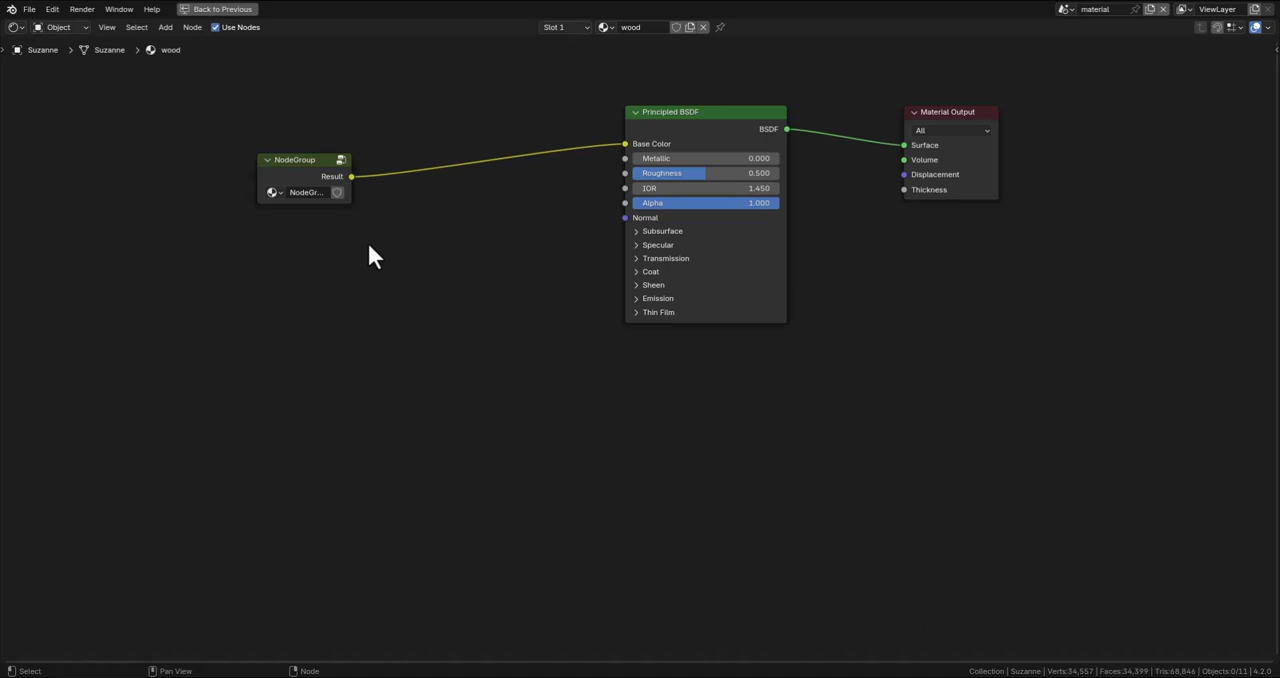 File Edit Render Window Help Back to Previous material ViewLayer
Object View Select Add Node Use Nodes Slot 1 wood
Suzanne Suzanne wood
Principled BSDF
BSDF
Base Color
Metallic 0.000
Roughness 0.500
IOR 1.450
Alpha 1.000
Normal
Subsurface
Specular
Transmission
Coat
Sheen
Emission
Thin Film
Material Output
All
Surface
Volume
Displacement
Thickness
NodeGroup
Result
NodeGr...
Select Pan View Node Collection | Suzanne | Verts:34,557 | Faces:34,399 | Tris:68,846 | Objects:0/11 | 4.2.0